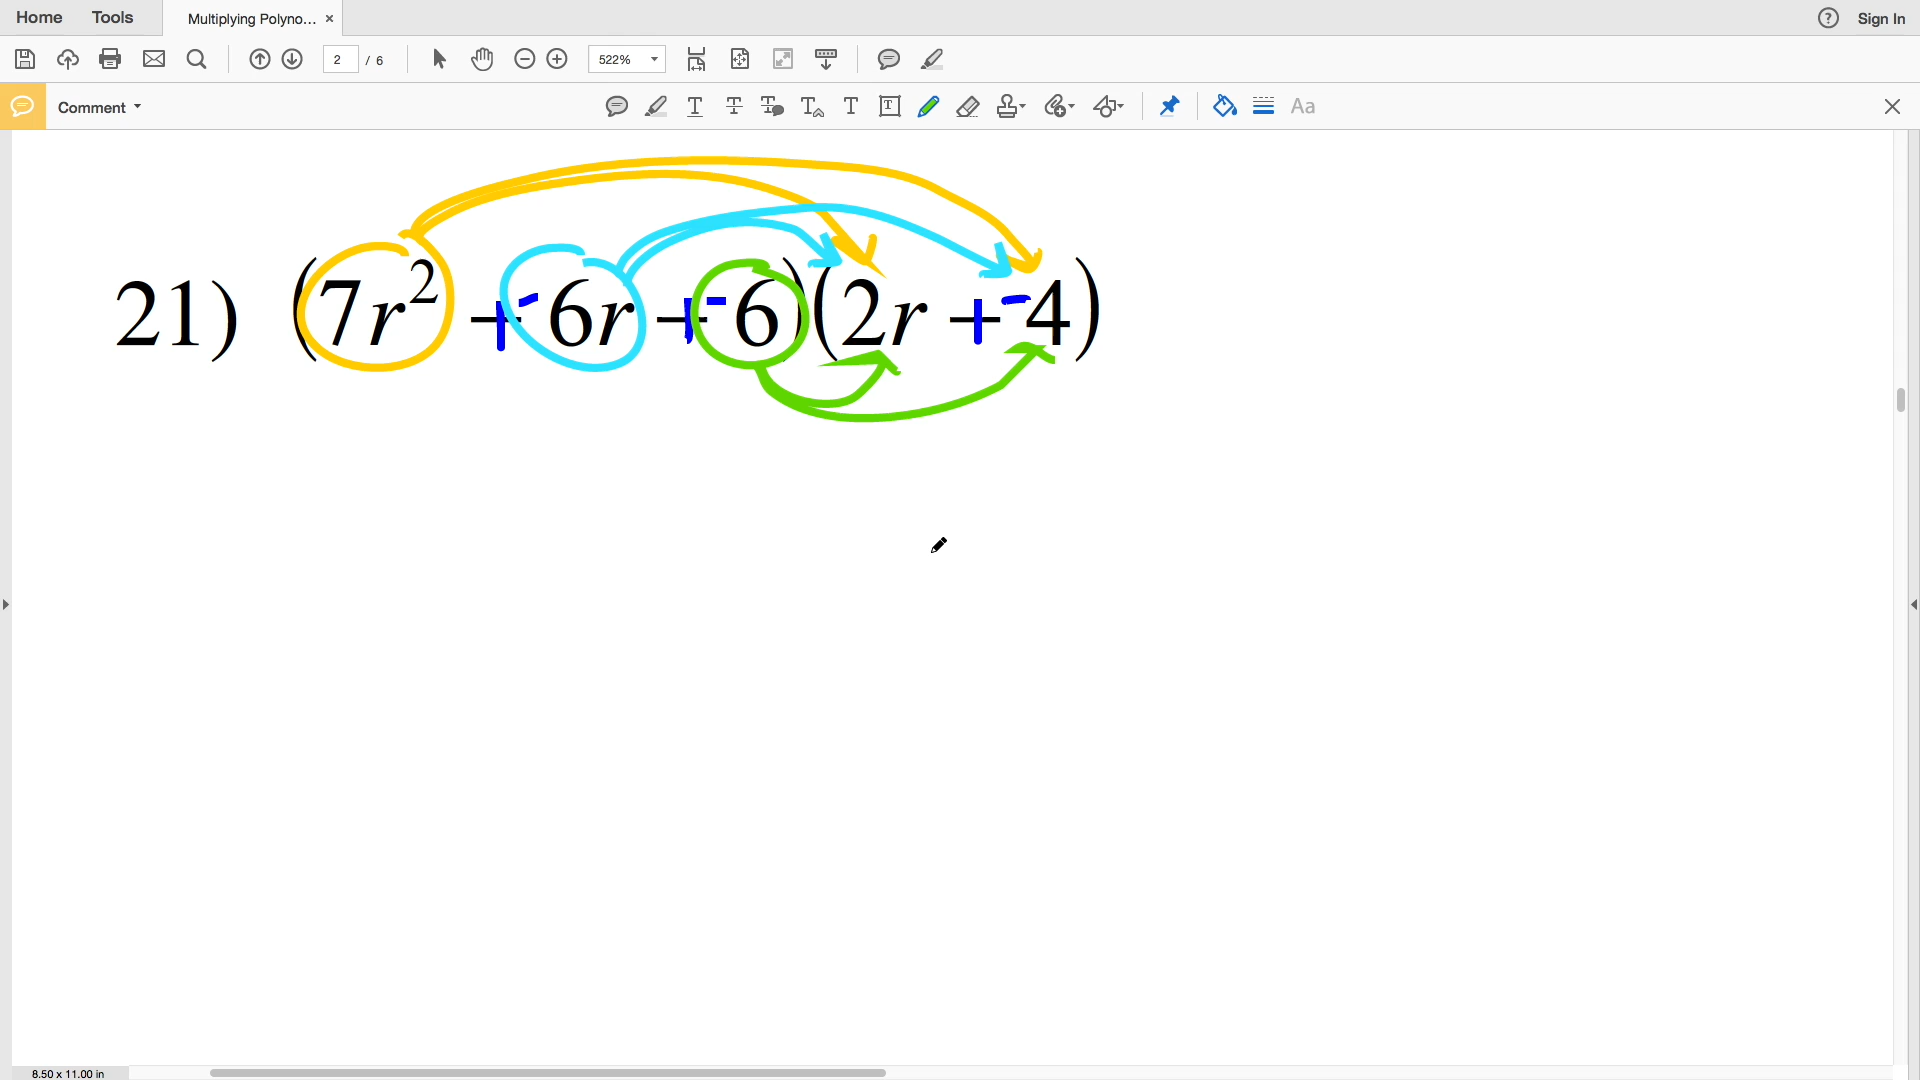 Home Tools Multiplying Polyno... × ? Sign In
2 / 6 522%
Comment T T T T T T Aa
21) (7r² + -6r + -6)(2r + -4)
8.50 x 11.00 in